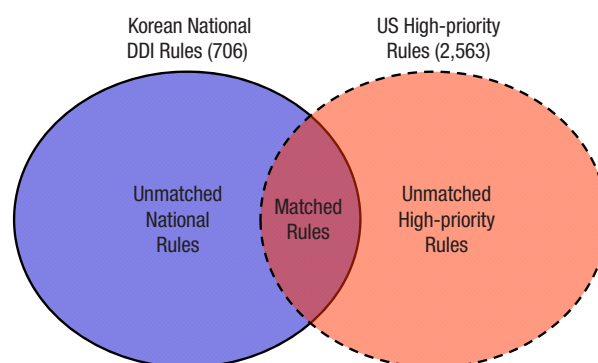 Korean National
DDI Rules (706)
US High-priority
Rules (2,563)
Unmatched
National
Rules
Matched
Rules
Unmatched
High-priority
Rules